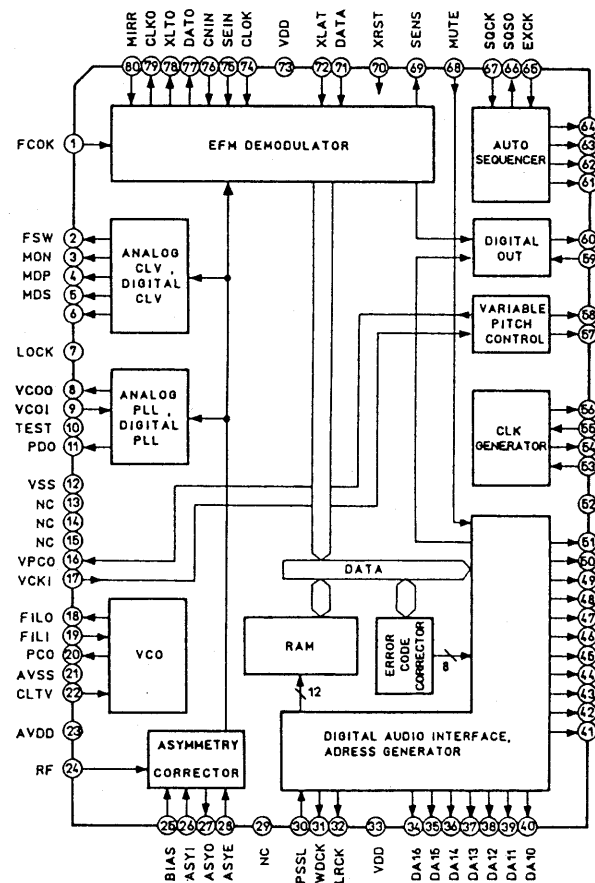 MIRR CLKO XLTO DATO CNIN SEIN CLOK VDD XLAT DATA XRST SENS MUTE SQCK SQSO EXCK
80 79 78 77 76 75 74 73 72 71 70 69 68 67 66 65
FCOK 1
EFM DEMODULATOR
AUTO
SEQUENCER
64
63
62
61
FSW 2
MON 3
MDP 4
MDS 5
6
ANALOG
CLV ,
DIGITAL
CLV
DIGITAL
OUT
60
59
VARIABLE
PITCH
CONTROL
58
57
LOCK 7
VCOO 8
VCOI 9
TEST 10
PDO 11
ANALOG
PLL ,
DIGITAL
PLL
CLK
GENERATOR
56
55
54
53
VSS 12
NC 13
NC 14
NC 15
VPCO 16
VCKI 17
52
51
50
49
48
47
46
45
44
43
42
41
DATA
FILO 18
FILI 19
PCO 20
AVSS 21
CLTV 22
VCO
RAM
ERROR
CODE
CORRECTOR
8
12
AVDD 23
RF 24
ASYMMETRY
CORRECTOR
DIGITAL AUDIO INTERFACE,
ADRESS GENERATOR
25 26 27 28 29 30 31 32 33 34 35 36 37 38 39 40
BIAS ASYI ASYO ASYE NC PSSL WDCK LRCK VDD DA16 DA15 DA14 DA13 DA12 DA11 DA10